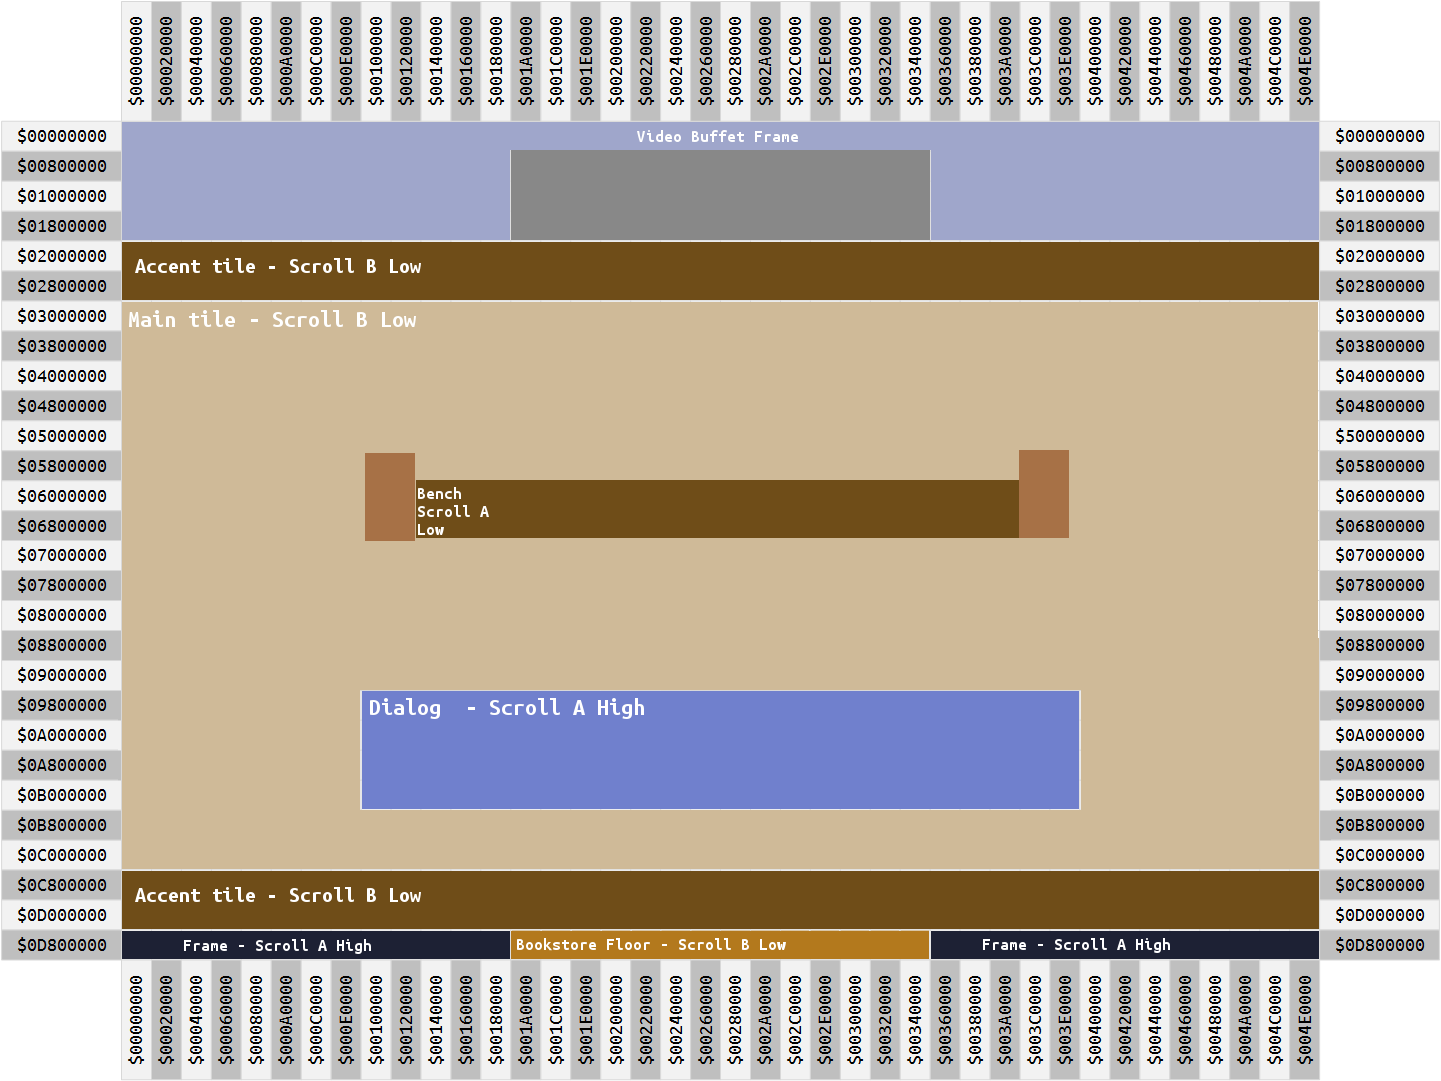 $00000000 $00020000 $00040000 $00060000 $00080000 $000A0000 $000C0000 $000E0000 $00100000 $00120000 $00140000 $00160000 $00180000 $001A0000 $001C0000 $001E0000 $00200000 $00220000 $00240000 $00260000 $00280000 $002A0000 $002C0000 $002E0000 $00300000 $00320000 $00340000 $00360000 $00380000 $003A0000 $003C0000 $003E0000 $00400000 $00420000 $00440000 $00460000 $00480000 $004A0000 $004C0000 $004E0000
$00000000 Video Buffet Frame $00000000
$00800000 $00800000
$01000000 $01000000
$01800000 $01800000
$02000000 Accent tile - Scroll B Low $02000000
$02800000 $02800000
$03000000 Main tile - Scroll B Low $03000000
$03800000 $03800000
$04000000 $04000000
$04800000 $04800000
$05000000 $50000000
$05800000 $05800000
$06000000 Bench $06000000
Scroll A
$06800000 Low $06800000
$07000000 $07000000
$07800000 $07800000
$08000000 $08000000
$08800000 $08800000
$09000000 $09000000
$09800000 Dialog  - Scroll A High $09800000
$0A000000 $0A000000
$0A800000 $0A800000
$0B000000 $0B000000
$0B800000 $0B800000
$0C000000 $0C000000
$0C800000 Accent tile - Scroll B Low $0C800000
$0D000000 $0D000000
$0D800000 Frame - Scroll A High Bookstore Floor - Scroll B Low Frame - Scroll A High $0D800000
$00000000 $00020000 $00040000 $00060000 $00080000 $000A0000 $000C0000 $000E0000 $00100000 $00120000 $00140000 $00160000 $00180000 $001A0000 $001C0000 $001E0000 $00200000 $00220000 $00240000 $00260000 $00280000 $002A0000 $002C0000 $002E0000 $00300000 $00320000 $00340000 $00360000 $00380000 $003A0000 $003C0000 $003E0000 $00400000 $00420000 $00440000 $00460000 $00480000 $004A0000 $004C0000 $004E0000